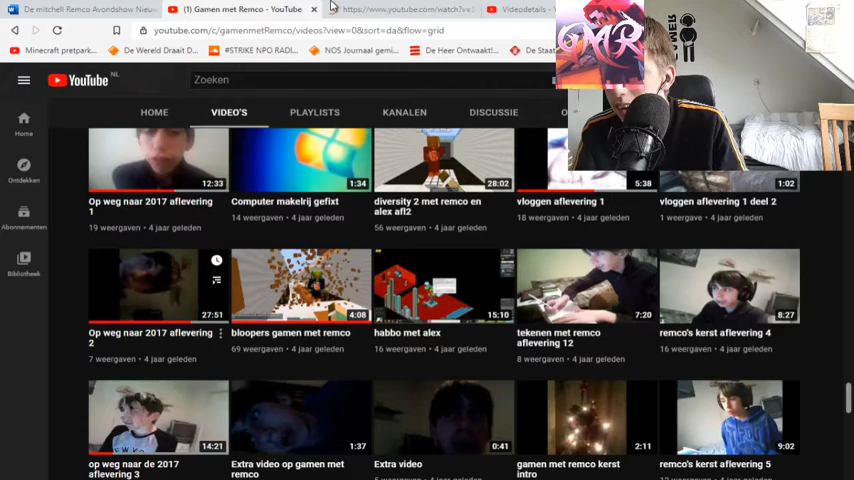 De mitchell Remco Avondshow Nieuw
(1) Gamen met Remco - YouTube
https://www.youtube.com/watch?v=
Videodetails - Y
youtube.com/c/gamenmetRemco/videos?view=0&sort=da&flow=grid
Minecraft pretpark...
De Wereld Draait D...
#STRIKE NPO RADI...
NOS Journaal gem...
De Heer Ontwaakt!...
De Staat
GMR
GAMER
YouTube NL
Zoeken
HOME VIDEO'S PLAYLISTS KANALEN DISCUSSIE
Home
Ontdekken
Abonnementen
Bibliotheek
12:33
1:34
28:02
5:38
1:02
Op weg naar 2017 aflevering 1
19 weergaven • 4 jaar geleden
Computer makelrij gefixt
14 weergaven • 4 jaar geleden
diversity 2 met remco en alex afl2
56 weergaven • 4 jaar geleden
vloggen aflevering 1
18 weergaven • 4 jaar geleden
vloggen aflevering 1 deel 2
1 weergave • 4 jaar geleden
27:51
4:08
15:10
7:20
8:27
Op weg naar 2017 aflevering 2
7 weergaven • 4 jaar geleden
bloopers gamen met remco
69 weergaven • 4 jaar geleden
habbo met alex
16 weergaven • 4 jaar geleden
tekenen met remco aflevering 12
8 weergaven • 4 jaar geleden
remco's kerst aflevering 4
16 weergaven • 4 jaar geleden
14:21
1:37
0:41
2:11
9:02
op weg naar de 2017 aflevering 3
Extra video op gamen met remco
Extra video
gamen met remco kerst intro
remco's kerst aflevering 5